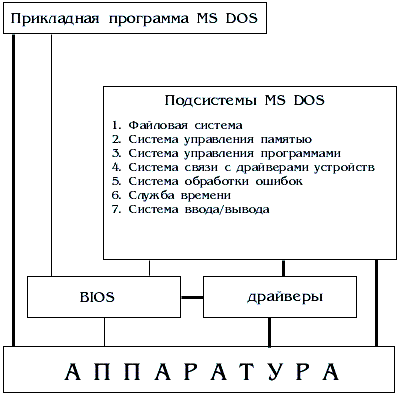 Прикладная программа MS DOS
Подсистемы MS DOS
1. Файловая система
2. Система управления памятью
3. Система управления программами
4. Система связи с драйверами устройств
5. Система обработки ошибок
6. Служба времени
7. Система ввода/вывода
BIOS
драйверы
А П П А Р А Т У Р А